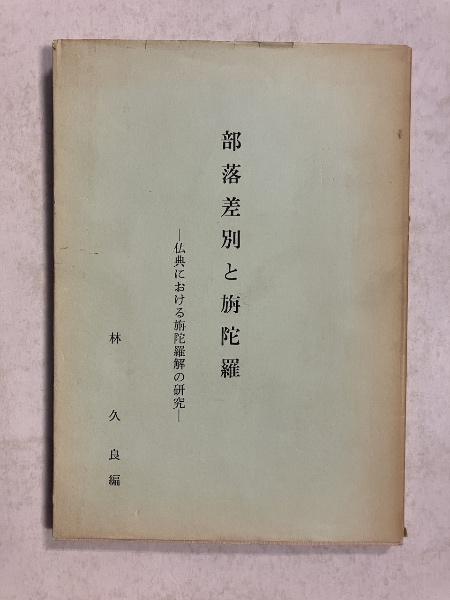 部落差別と旃陀羅
―仏典における旃陀羅解の研究―
林久良編